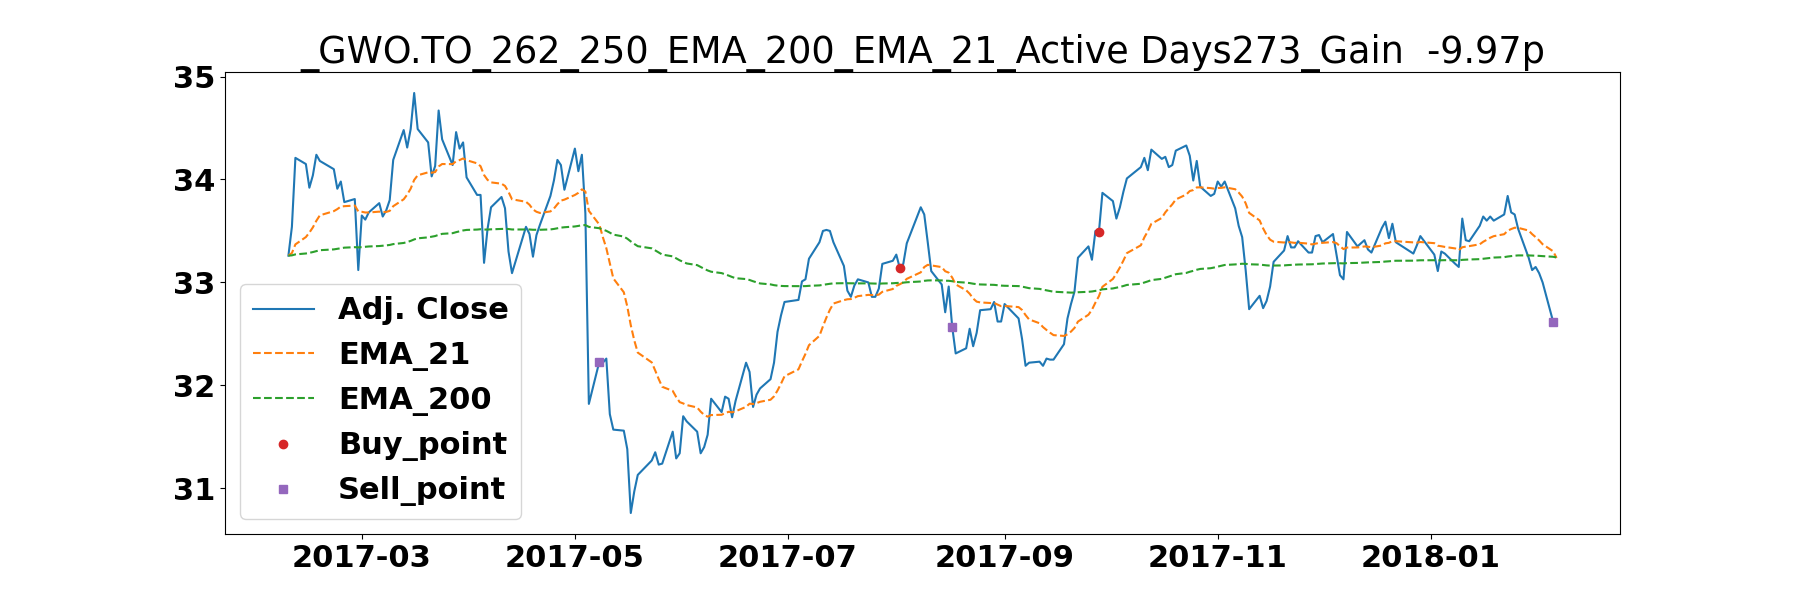 _GWO.TO_262_250_EMA_200_EMA_21_Active Days273_Gain  -9.97p
35
34
33
32
31
Adj. Close
EMA_21
EMA_200
Buy_point
Sell_point
2017-03 2017-05 2017-07 2017-09 2017-11 2018-01